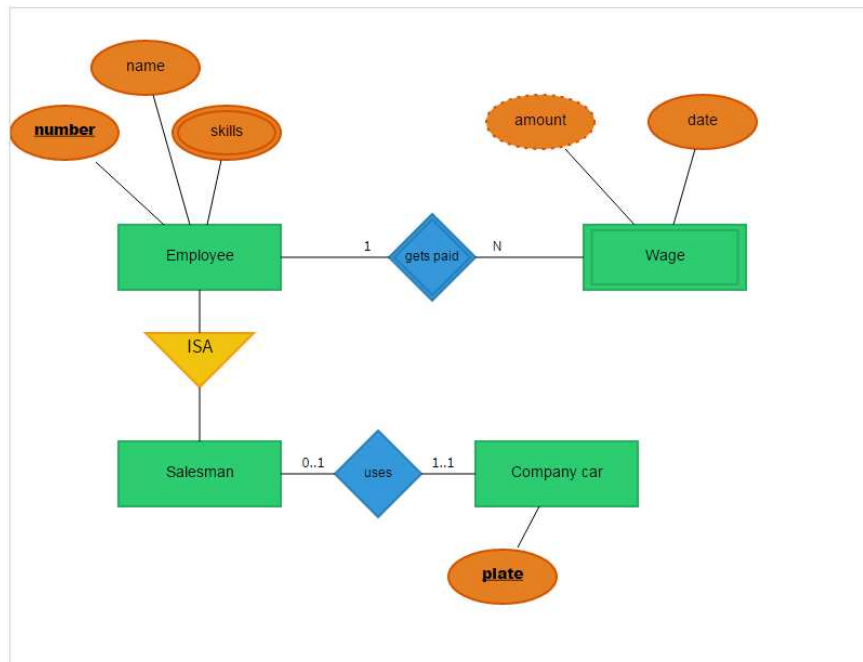 name
number
skills
amount
date
Employee
1
gets paid
N
Wage
ISA
Salesman
0..1
uses
1..1
Company car
plate